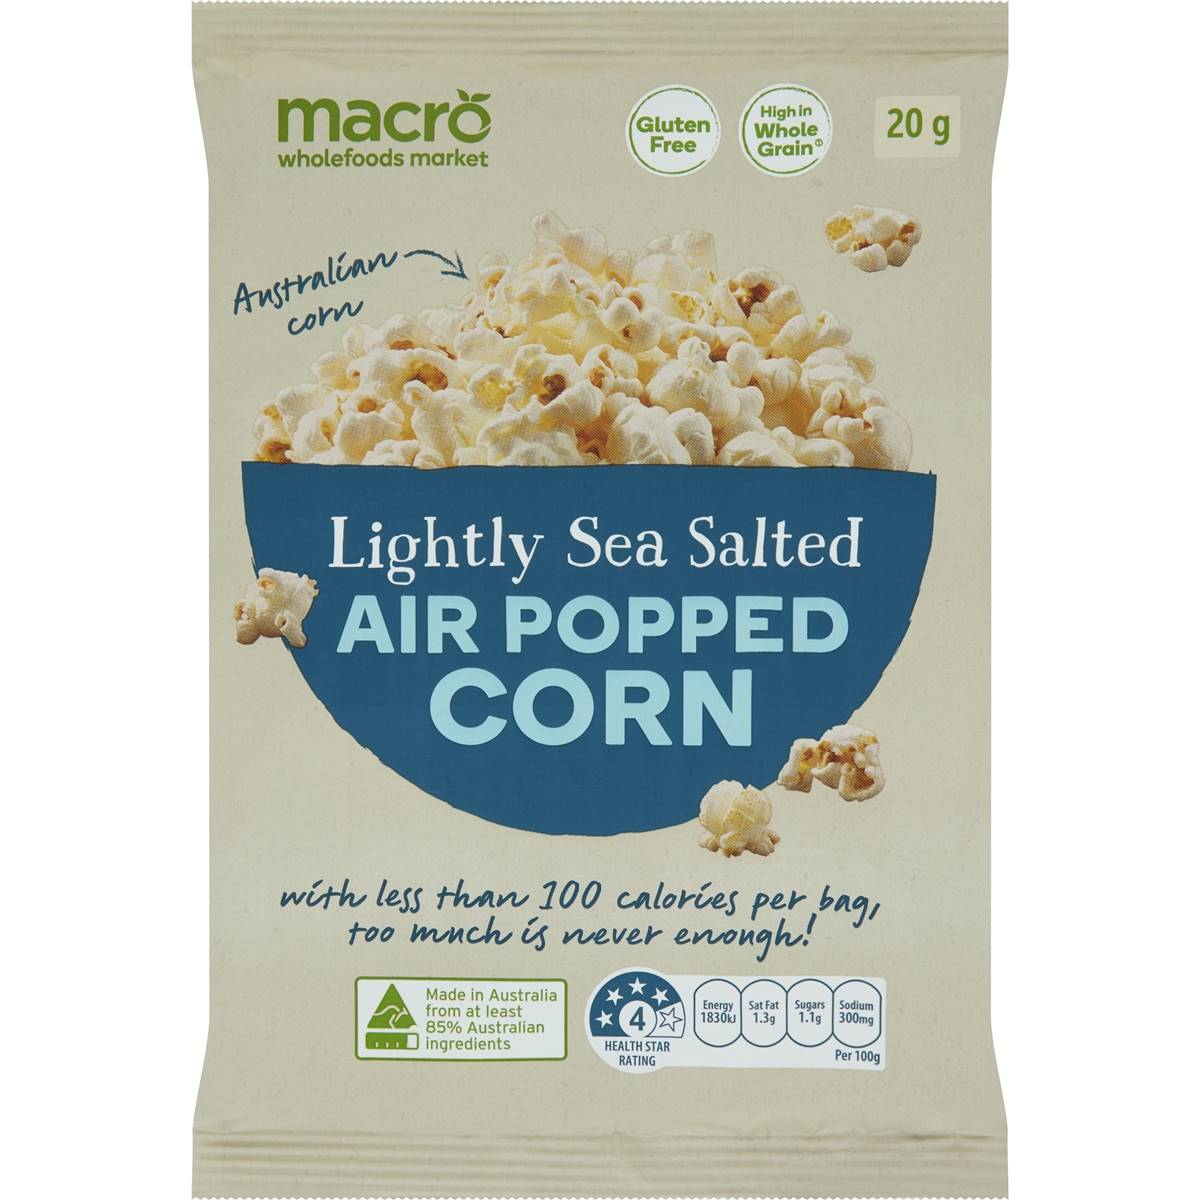 macro
wholefoods market
Gluten
Free
High in
Whole
Grain
20 g
Australian
corn
Lightly Sea Salted
AIR POPPED
CORN
with less than 100 calories per bag,
too much is never enough!
Made in Australia
from at least
85% Australian
ingredients
4
HEALTH STAR
RATING
Energy
1830kJ
Sat Fat
1.3g
Sugars
1.1g
Sodium
300mg
Per 100g